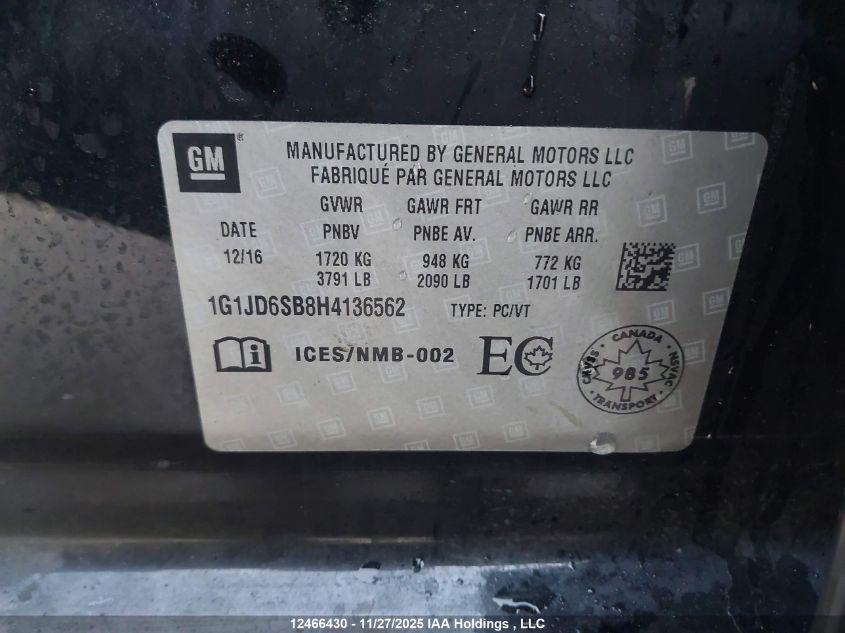 GM®
MANUFACTURED BY GENERAL MOTORS LLC
FABRIQUÉ PAR GENERAL MOTORS LLC
GVWR GAWR FRT GAWR RR
DATE PNBV PNBE AV. PNBE ARR.
12/16 1720 KG 948 KG 772 KG
3791 LB 2090 LB 1701 LB
1G1JD6SB8H4136562 TYPE: PC/VT
i ICES/NMB-002 EC
CMVSS - CANADA - NSVAC
985
- TRANSPORT -
12466430 - 11/27/2025 IAA Holdings , LLC